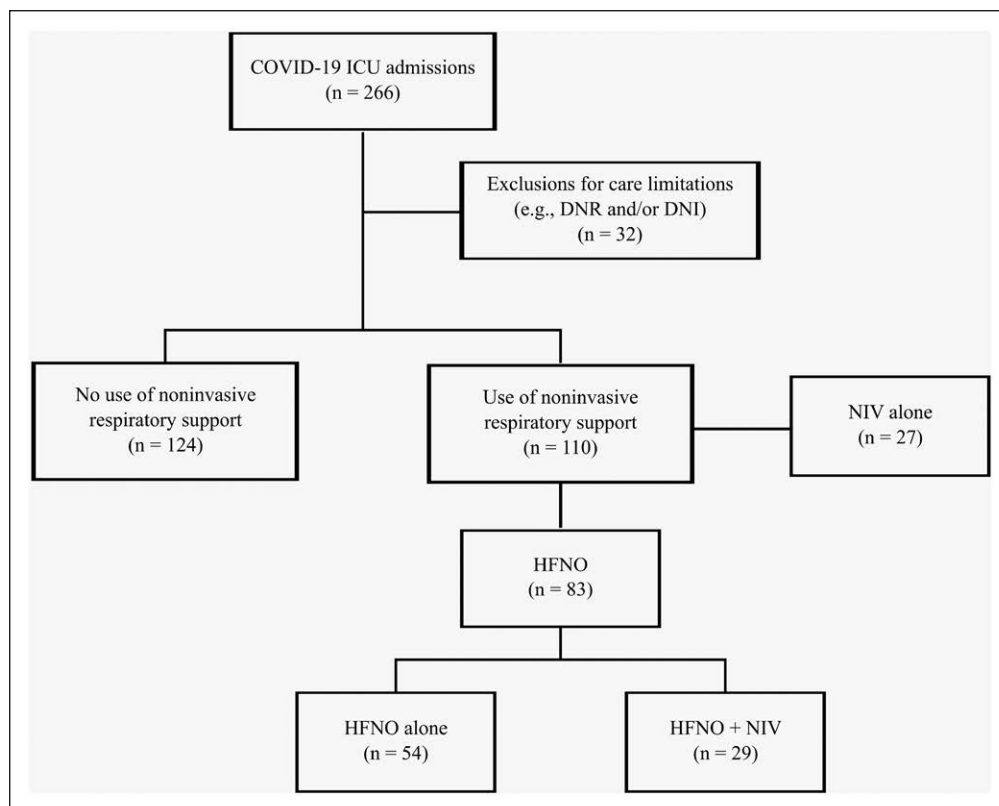 COVID-19 ICU admissions
(n = 266)
Exclusions for care limitations
(e.g., DNR and/or DNI)
(n = 32)
No use of noninvasive
respiratory support
(n = 124)
Use of noninvasive
respiratory support
(n = 110)
NIV alone
(n = 27)
HFNO
(n = 83)
HFNO alone
(n = 54)
HFNO + NIV
(n = 29)